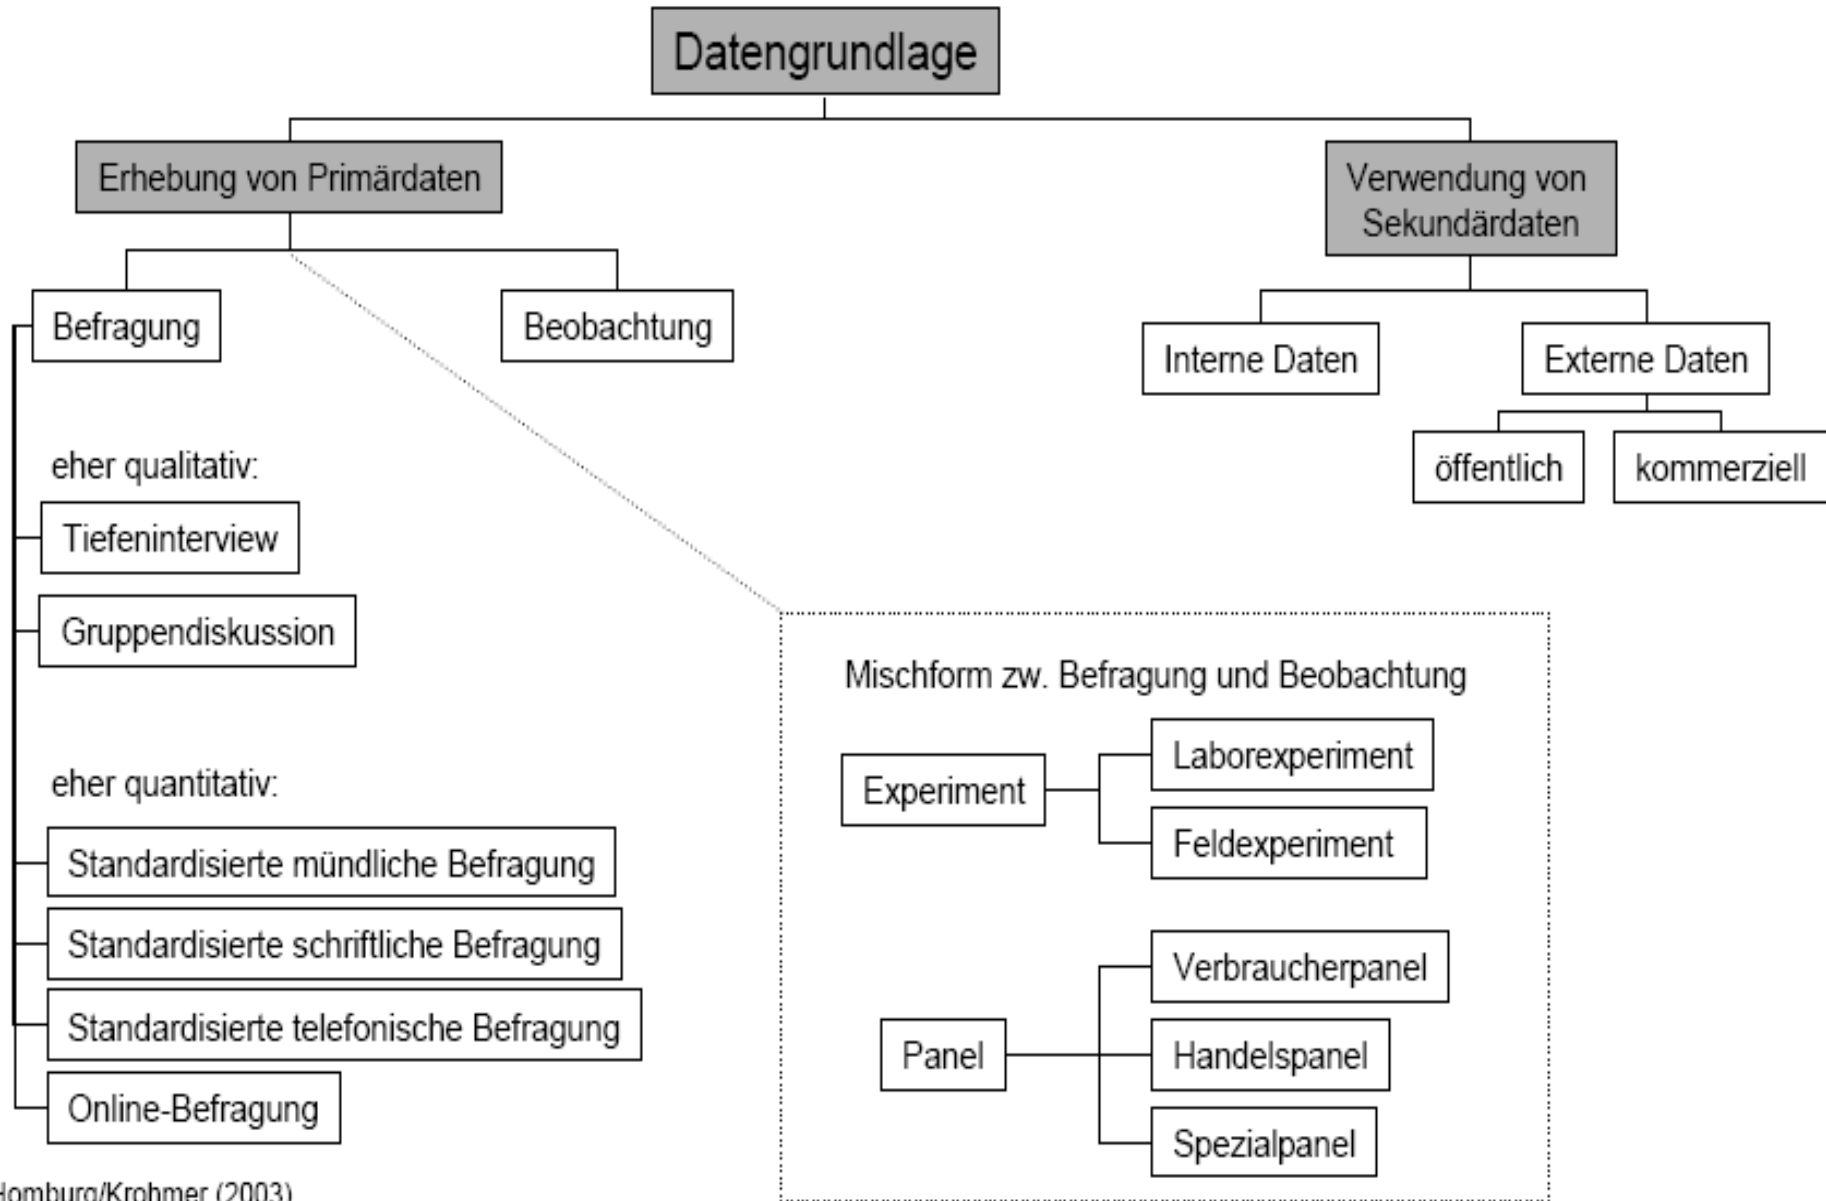 Datengrundlage
Erhebung von Primärdaten
Verwendung von
Sekundärdaten
Befragung
Beobachtung
Interne Daten
Externe Daten
öffentlich
kommerziell
eher qualitativ:
Tiefeninterview
Gruppendiskussion
eher quantitativ:
Standardisierte mündliche Befragung
Standardisierte schriftliche Befragung
Standardisierte telefonische Befragung
Online-Befragung
Mischform zw. Befragung und Beobachtung
Experiment
Laborexperiment
Feldexperiment
Panel
Verbraucherpanel
Handelspanel
Spezialpanel
Homburg/Krohmer (2003)